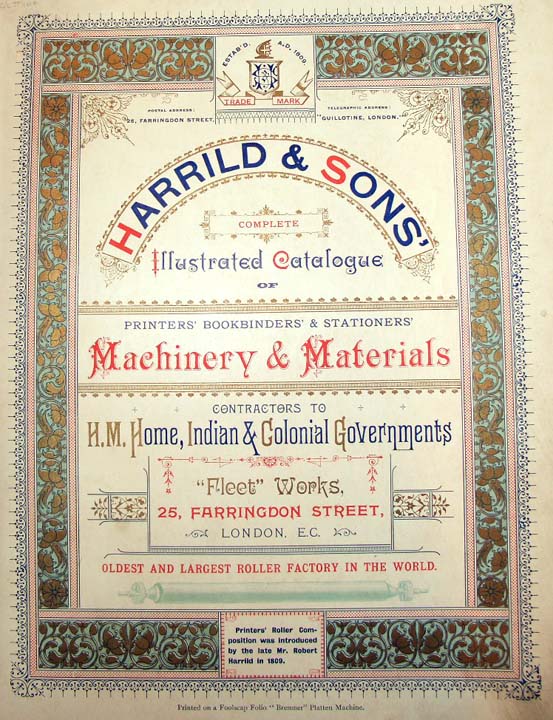 ESTAB'D. A.D. 1809.
TRADE MARK
POSTAL ADDRESS:
"25, FARRINGDON STREET,
TELEGRAPHIC ADDRESS:
"GUILLOTINE, LONDON."
HARRILD & SONS'
COMPLETE
Illustrated Catalogue
OF
PRINTERS' BOOKBINDERS' & STATIONERS'
Machinery & Materials
CONTRACTORS TO
H.M. Home, Indian & Colonial Governments
"Fleet" Works,
25, FARRINGDON STREET,
LONDON, E.C.
OLDEST AND LARGEST ROLLER FACTORY IN THE WORLD.
Printers' Roller Com-
position was introduced
by the late Mr. Robert
Harrild in 1809.
Printed on a Foolscap Folio "Bremner" Platten Machine.